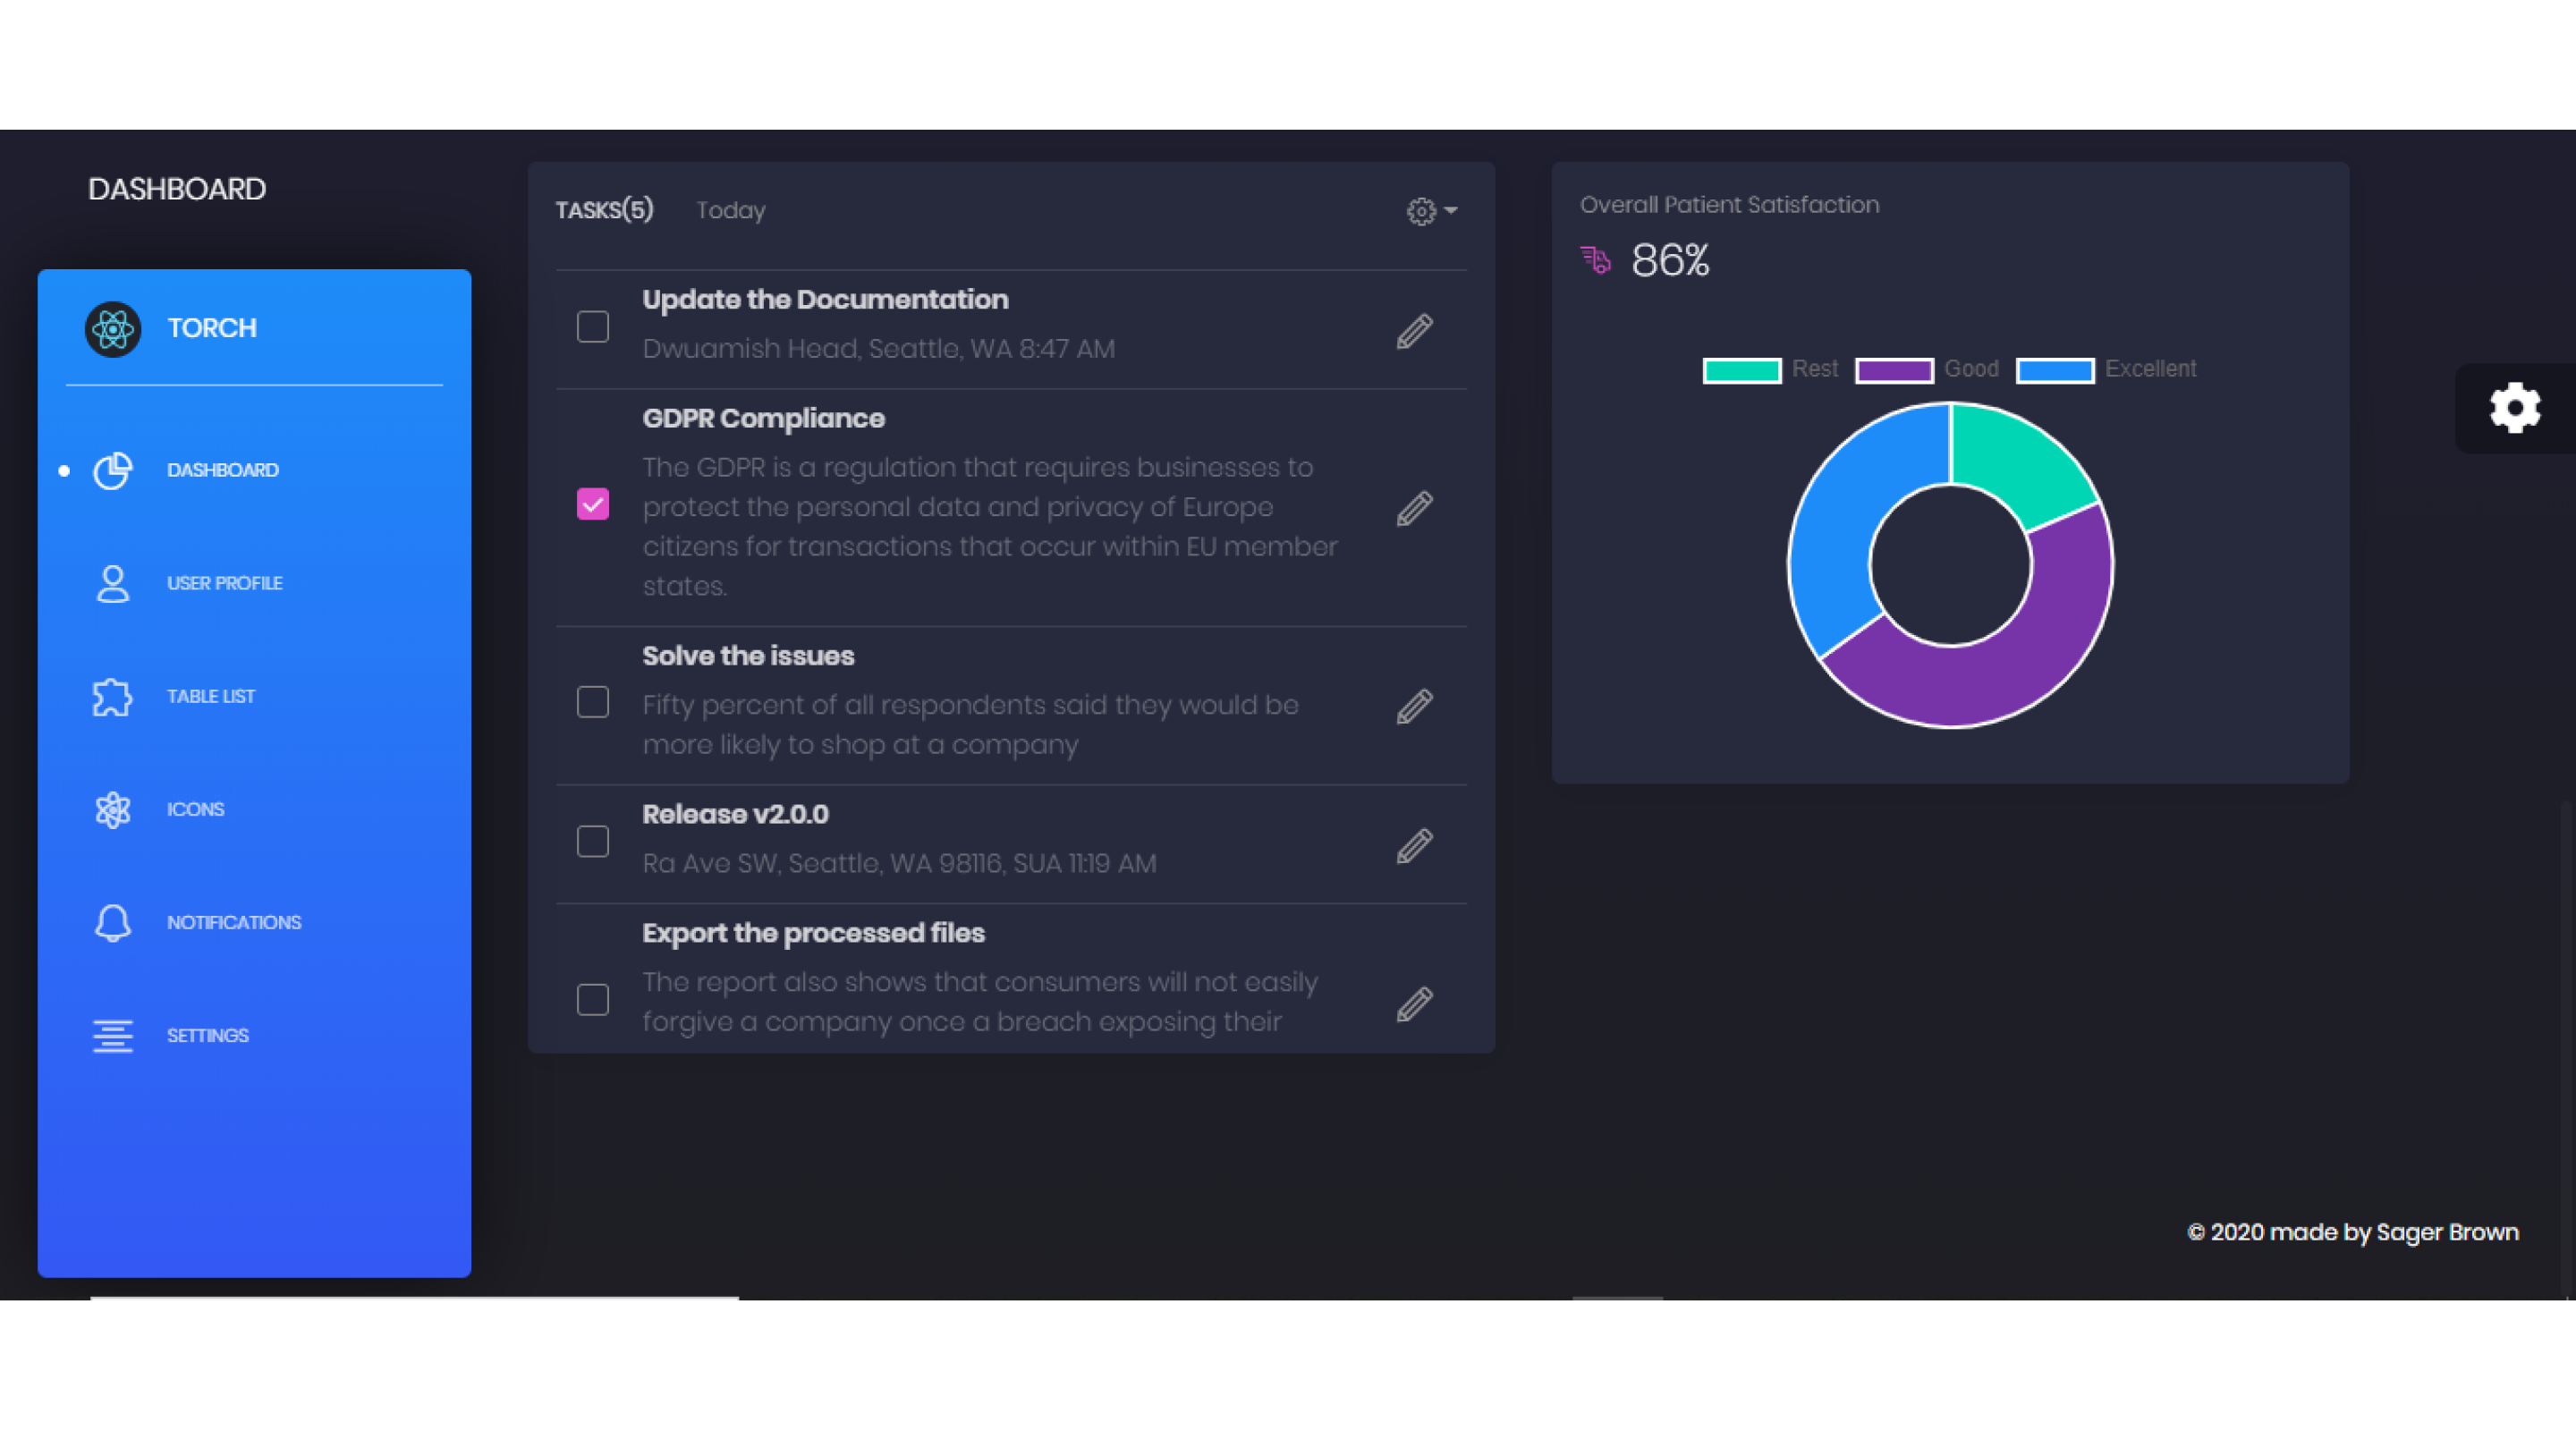 DASHBOARD
TORCH
DASHBOARD
USER PROFILE
TABLE LIST
ICONS
NOTIFICATIONS
SETTINGS
TASKS(5) Today
Update the Documentation
Dwuamish Head, Seattle, WA 8:47 AM
GDPR Compliance
The GDPR is a regulation that requires businesses to
protect the personal data and privacy of Europe
citizens for transactions that occur within EU member
states.
Solve the issues
Fifty percent of all respondents said they would be
more likely to shop at a company
Release v2.0.0
Ra Ave SW, Seattle, WA 98116, SUA 11:19 AM
Export the processed files
The report also shows that consumers will not easily
forgive a company once a breach exposing their
Overall Patient Satisfaction
86%
Rest Good Excellent
© 2020 made by Sager Brown